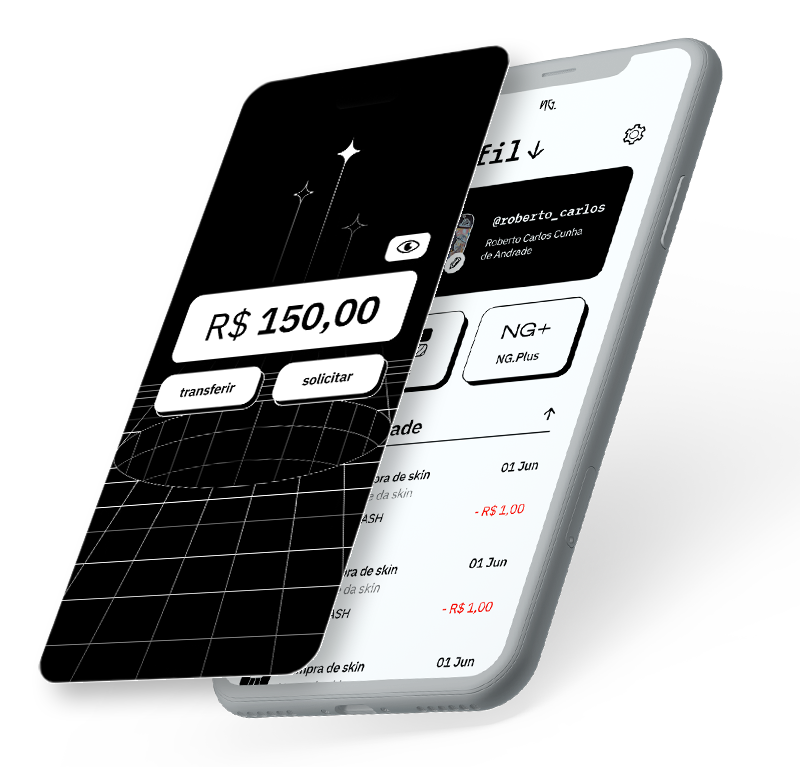 R$ 150,00
transferir
solicitar
NG.
fil
@roberto_carlos
Roberto Carlos Cunha
de Andrade
NG+
NG.Plus
ade
ra de skin
01 Jun
e da skin
ASH
- R$ 1,00
ra de skin
01 Jun
e da skin
ASH
- R$ 1,00
mpra de skin
01 Jun